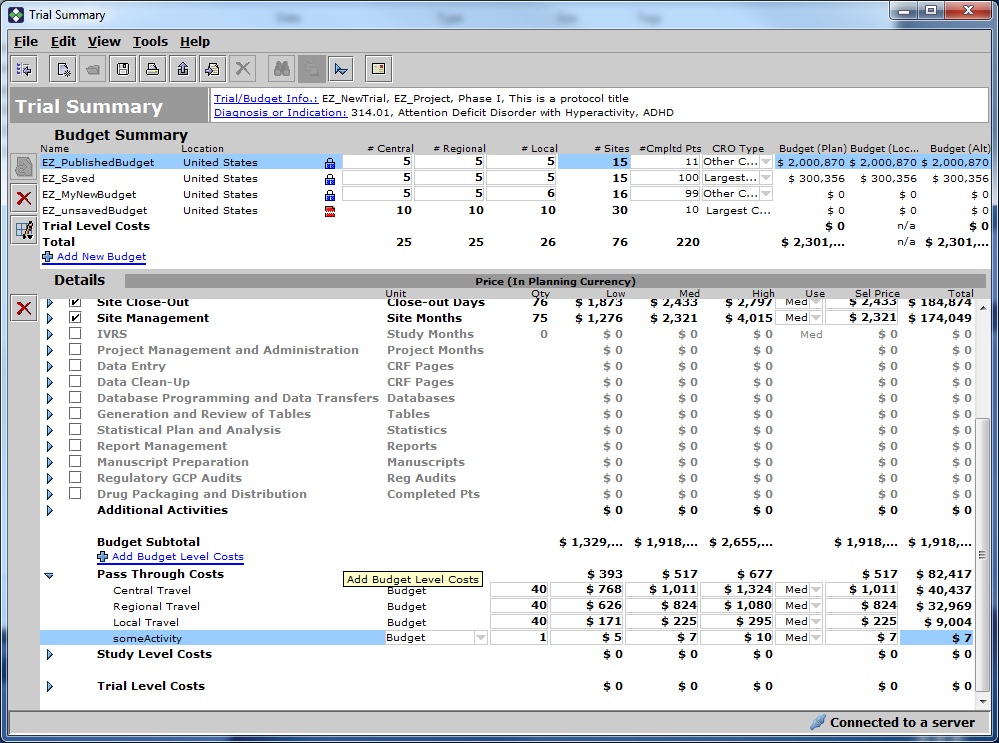 Trial Summary
File Edit View Tools Help
Trial Summary
Trial/Budget Info.: EZ_NewTrial, EZ_Project, Phase I, This is a protocol title
Diagnosis or Indication: 314.01, Attention Deficit Disorder with Hyperactivity, ADHD
Budget Summary
Name Location # Central # Regional # Local # Sites #Cmpltd Pts CRO Type Budget (Plan) Budget (Loc... Budget (Alt)
EZ_PublishedBudget United States 5 5 5 15 11 Other C... $ 2,000,870 $ 2,000,870 $ 2,000,870
EZ_Saved United States 5 5 5 15 100 Largest... $ 300,356 $ 300,356 $ 300,356
EZ_MyNewBudget United States 5 5 6 16 99 Other C... $ 0 $ 0 $ 0
EZ_unsavedBudget United States 10 10 10 30 10 Largest C... $ 0 $ 0 $ 0
Trial Level Costs $ 0 n/a $ 0
Total 25 25 26 76 220 $ 2,301,... n/a $ 2,301,...
Add New Budget
Details Price (In Planning Currency)
Unit Qty Low Med High Use Sel Price Total
Site Close-Out Close-out Days 76 $ 1,873 $ 2,433 $ 2,797 Med $ 2,433 $ 184,874
Site Management Site Months 75 $ 1,276 $ 2,321 $ 4,015 Med $ 2,321 $ 174,049
IVRS Study Months 0 $ 0 $ 0 $ 0 Med $ 0 $ 0
Project Management and Administration Project Months $ 0 $ 0 $ 0 $ 0 $ 0
Data Entry CRF Pages $ 0 $ 0 $ 0 $ 0 $ 0
Data Clean-Up CRF Pages $ 0 $ 0 $ 0 $ 0 $ 0
Database Programming and Data Transfers Databases $ 0 $ 0 $ 0 $ 0 $ 0
Generation and Review of Tables Tables $ 0 $ 0 $ 0 $ 0 $ 0
Statistical Plan and Analysis Statistics $ 0 $ 0 $ 0 $ 0 $ 0
Report Management Reports $ 0 $ 0 $ 0 $ 0 $ 0
Manuscript Preparation Manuscripts $ 0 $ 0 $ 0 $ 0 $ 0
Regulatory GCP Audits Reg Audits $ 0 $ 0 $ 0 $ 0 $ 0
Drug Packaging and Distribution Completed Pts $ 0 $ 0 $ 0 $ 0 $ 0
Additional Activities $ 0 $ 0 $ 0 $ 0 $ 0
Budget Subtotal $ 1,329,... $ 1,918,... $ 2,655,... $ 1,918,... $ 1,918,...
Add Budget Level Costs
Pass Through Costs $ 393 $ 517 $ 677 $ 517 $ 82,417
Add Budget Level Costs
Central Travel Budget 40 $ 768 $ 1,011 $ 1,324 Med $ 1,011 $ 40,437
Regional Travel Budget 40 $ 626 $ 824 $ 1,080 Med $ 824 $ 32,969
Local Travel Budget 40 $ 171 $ 225 $ 295 Med $ 225 $ 9,004
someActivity Budget 1 $ 5 $ 7 $ 10 Med $ 7 $ 7
Study Level Costs $ 0 $ 0 $ 0 $ 0 $ 0
Trial Level Costs $ 0 $ 0 $ 0 $ 0 $ 0
Connected to a server